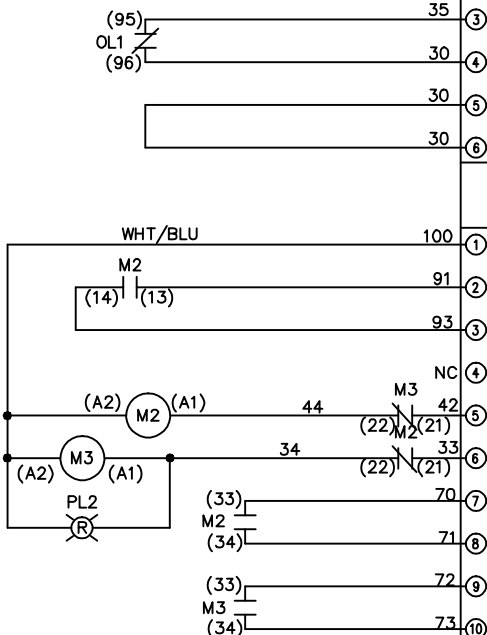 (95) 35 3
OL1
(96) 30 4
30 5
30 6
WHT/BLU 100 1
M2
(14) (13) 91 2
93 3
NC 4
M3
(A2) M2 (A1) 44 42 5
(22) (21)
M2
M3 34 33 6
(A2) (A1) (22) (21)
PL2
R
(33) 70 7
M2
(34) 71 8
(33) 72 9
M3
(34) 73 10